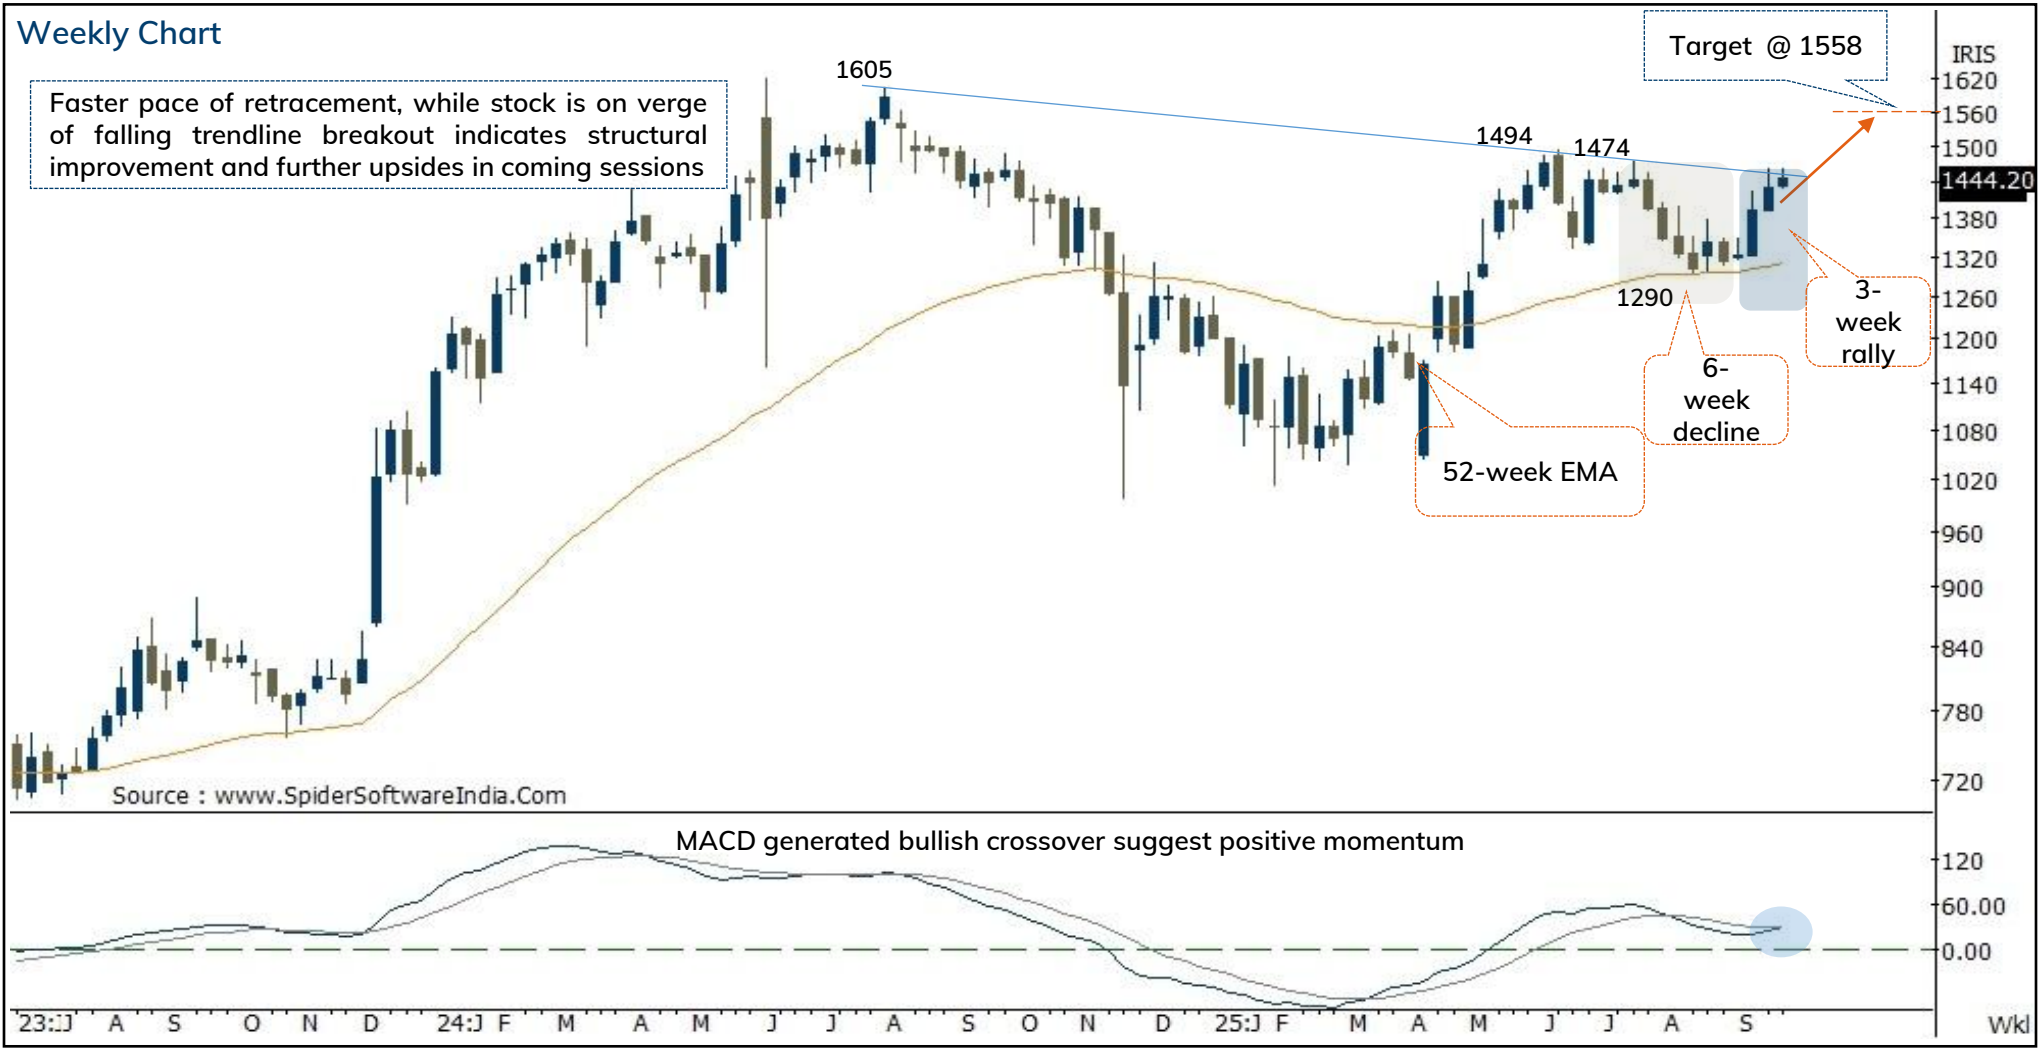 Weekly Chart
Faster pace of retracement, while stock is on verge
of falling trendline breakout indicates structural
improvement and further upsides in coming sessions
1605
1494
1474
1290
Target @ 1558
3-
week
rally
6-
week
decline
52-week EMA
IRIS
1620
1560
1500
1444.20
1380
1320
1260
1200
1140
1080
1020
960
900
840
780
720
Source : www.SpiderSoftwareIndia.Com
MACD generated bullish crossover suggest positive momentum
120
60.00
0.00
23:JJ A S O N D 24:J F M A M J J A S O N D 25:J F M A M J J A S Wkl